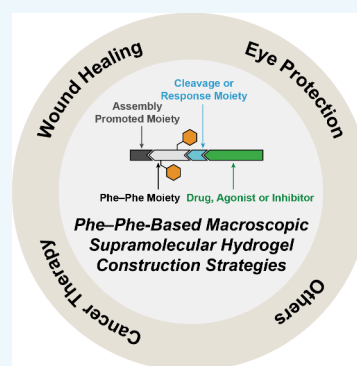 Wound Healing
Eye Protection
Cleavage or
Response Moiety
Assembly
Promoted Moiety
Phe–Phe Moiety
Drug, Agonist or Inhibitor
Phe–Phe-Based Macroscopic
Supramolecular Hydrogel
Construction Strategies
Cancer Therapy
Others